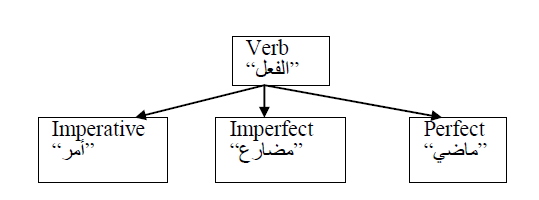 Verb
“الفعل”
Imperative
“أمر”
Imperfect
“مضارع”
Perfect
“ماضي”